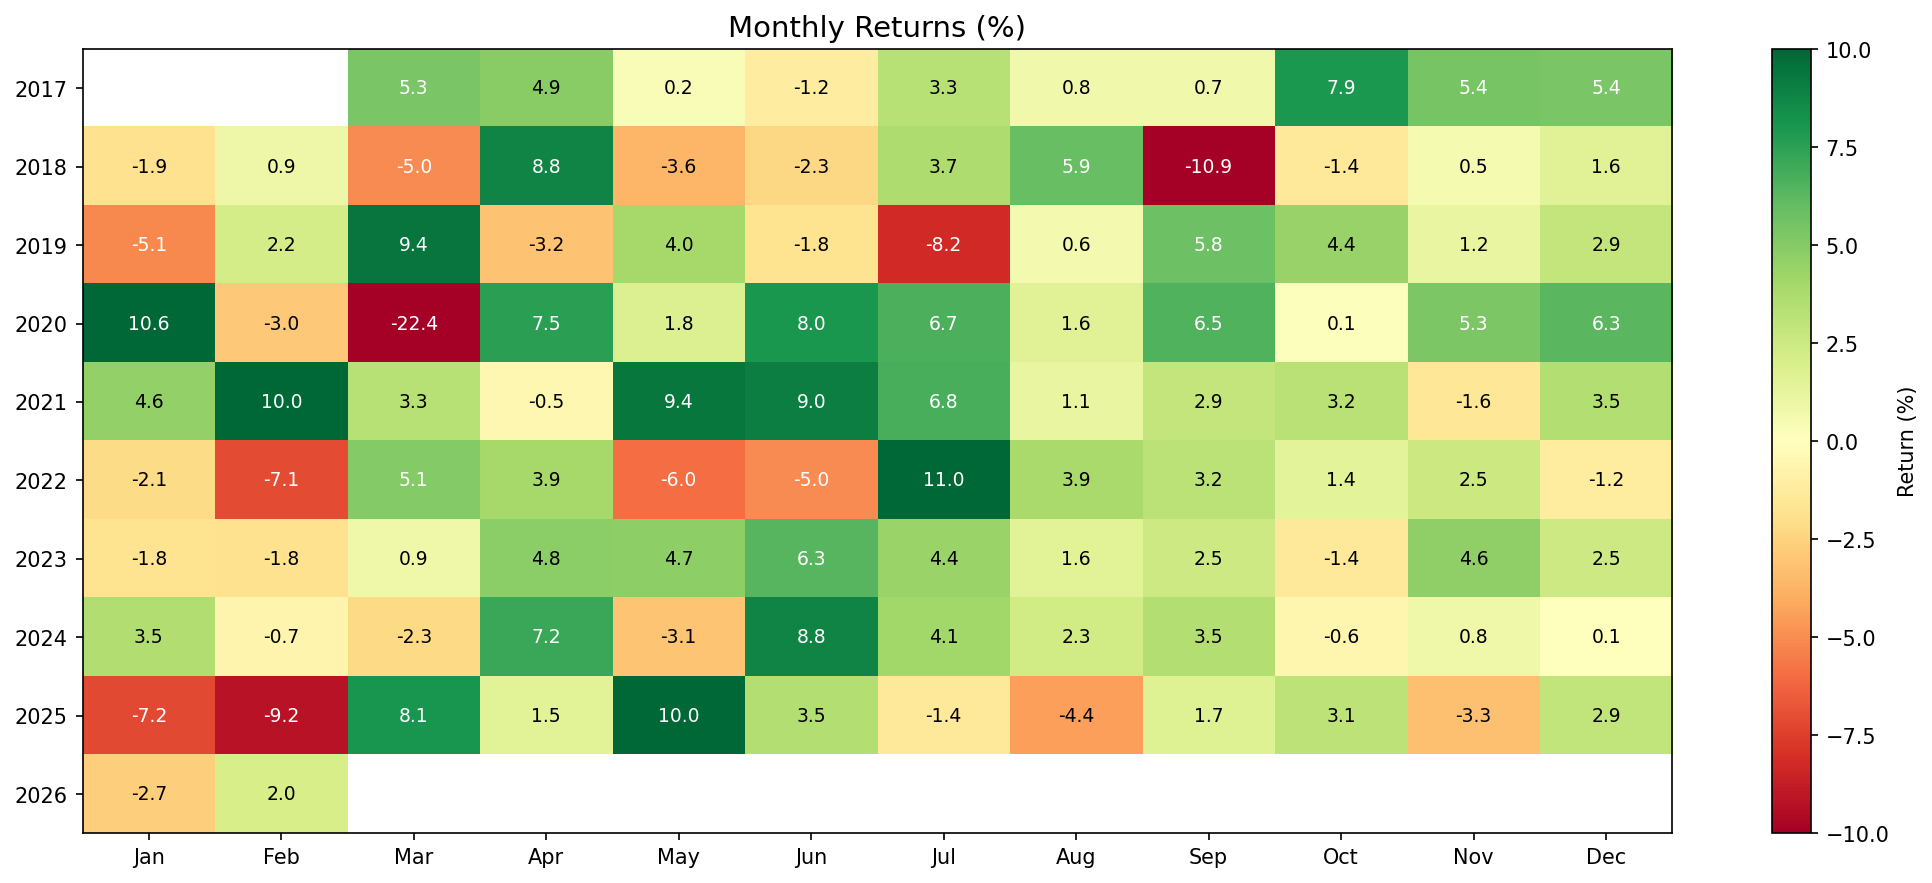 Monthly Returns (%)
2017 5.3 4.9 0.2 -1.2 3.3 0.8 0.7 7.9 5.4 5.4
2018 -1.9 0.9 -5.0 8.8 -3.6 -2.3 3.7 5.9 -10.9 -1.4 0.5 1.6
2019 -5.1 2.2 9.4 -3.2 4.0 -1.8 -8.2 0.6 5.8 4.4 1.2 2.9
2020 10.6 -3.0 -22.4 7.5 1.8 8.0 6.7 1.6 6.5 0.1 5.3 6.3
2021 4.6 10.0 3.3 -0.5 9.4 9.0 6.8 1.1 2.9 3.2 -1.6 3.5
2022 -2.1 -7.1 5.1 3.9 -6.0 -5.0 11.0 3.9 3.2 1.4 2.5 -1.2
2023 -1.8 -1.8 0.9 4.8 4.7 6.3 4.4 1.6 2.5 -1.4 4.6 2.5
2024 3.5 -0.7 -2.3 7.2 -3.1 8.8 4.1 2.3 3.5 -0.6 0.8 0.1
2025 -7.2 -9.2 8.1 1.5 10.0 3.5 -1.4 -4.4 1.7 3.1 -3.3 2.9
2026 -2.7 2.0
Jan Feb Mar Apr May Jun Jul Aug Sep Oct Nov Dec
10.0
7.5
5.0
2.5
0.0
−2.5
−5.0
−7.5
−10.0
Return (%)